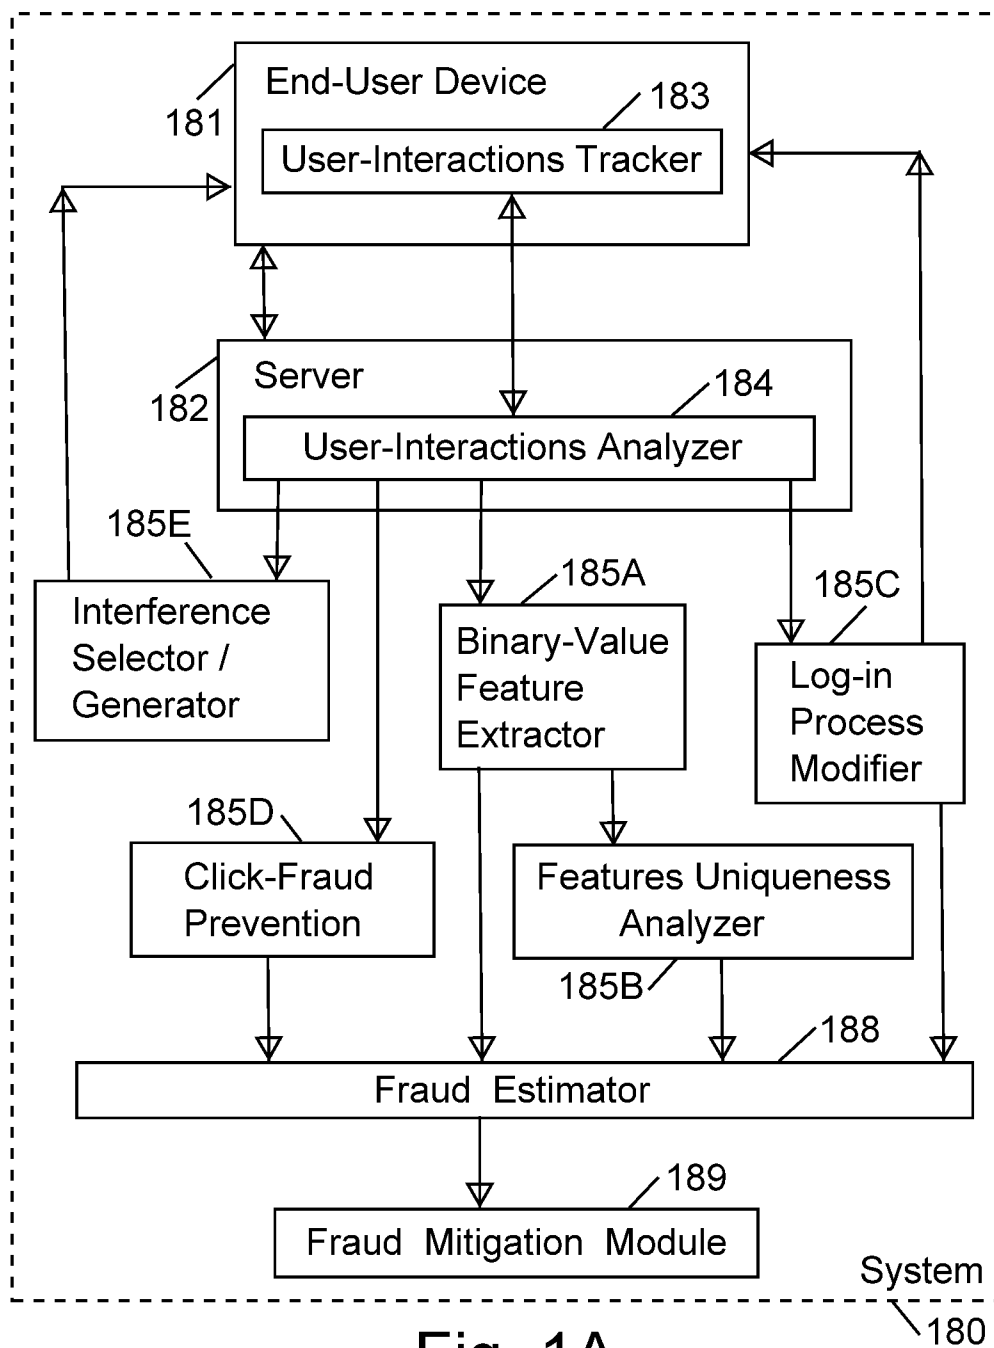 End-User Device
181
183
User-Interactions Tracker
Server
182
184
User-Interactions Analyzer
185E
Interference
Selector /
Generator
185A
Binary-Value
Feature
Extractor
185C
Log-in
Process
Modifier
185D
Click-Fraud
Prevention
Features Uniqueness
Analyzer
185B
188
Fraud Estimator
189
Fraud Mitigation Module
System
180
Fig. 1A